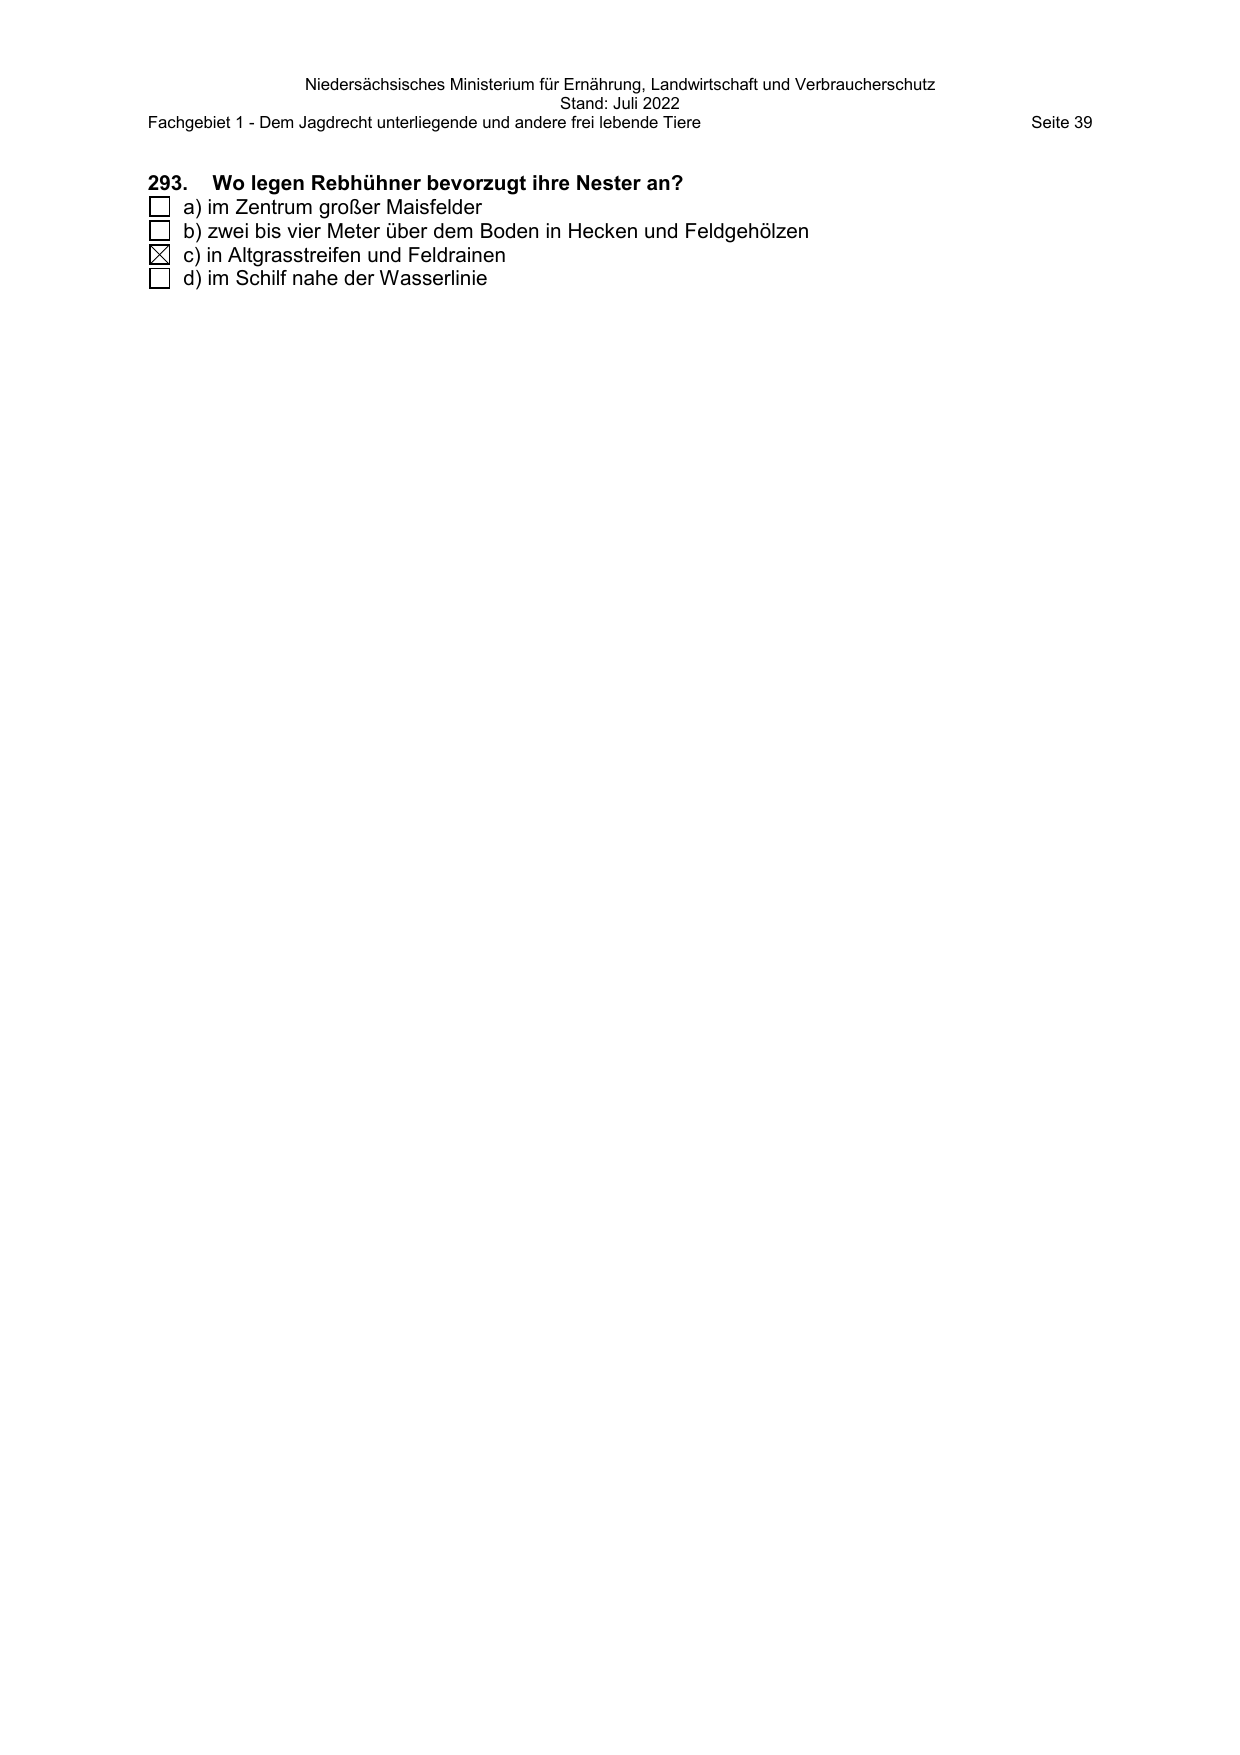 Niedersächsisches Ministerium für Ernährung, Landwirtschaft und Verbraucherschutz
Stand: Juli 2022
Fachgebiet 1 - Dem Jagdrecht unterliegende und andere frei lebende Tiere Seite 39
293. Wo legen Rebhühner bevorzugt ihre Nester an?
☐ a) im Zentrum großer Maisfelder
☐ b) zwei bis vier Meter über dem Boden in Hecken und Feldgehölzen
☒ c) in Altgrasstreifen und Feldrainen
☐ d) im Schilf nahe der Wasserlinie